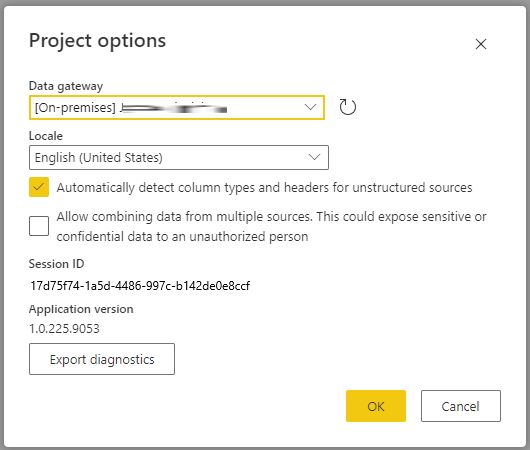 Project options
Data gateway
[On-premises]
Locale
English (United States)
Automatically detect column types and headers for unstructured sources
Allow combining data from multiple sources. This could expose sensitive or
confidential data to an unauthorized person
Session ID
17d75f74-1a5d-4486-997c-b142de0e8ccf
Application version
1.0.225.9053
Export diagnostics
OK
Cancel